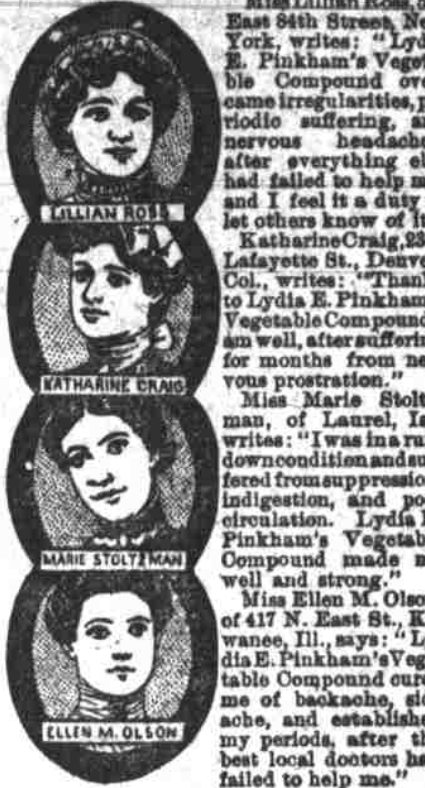 Miss Lillian Ross,
East 84th Street, Ne
York, writes: "Lyd
E. Pinkham's Veget
ble Compound ove
came irregularities, p
riodic suffering, an
nervous headache
after everything el
had failed to help m
and I feel it a duty
let others know of it
Katharine Craig, 23
Lafayette St., Denve
Col., writes: "Thank
to Lydia E. Pinkham
Vegetable Compound
am well, after sufferin
for months from ne
vous prostration."
Miss Marie Stolt
man, of Laurel, Ia
writes: "I was in a run
down condition and su
fered from suppressio
indigestion, and poo
circulation. Lydia E
Pinkham's Vegetab
Compound made m
well and strong."
Miss Ellen M. Olso
of 417 N. East St., K
wanee, Ill., says: "L
dia E. Pinkham's Veg
table Compound cure
me of backache, sid
ache, and establishe
my periods, after th
best local doctors ha
failed to help me."
LILLIAN ROSS
KATHARINE CRAIG
MARIE STOLTZMAN
ELLEN M. OLSON